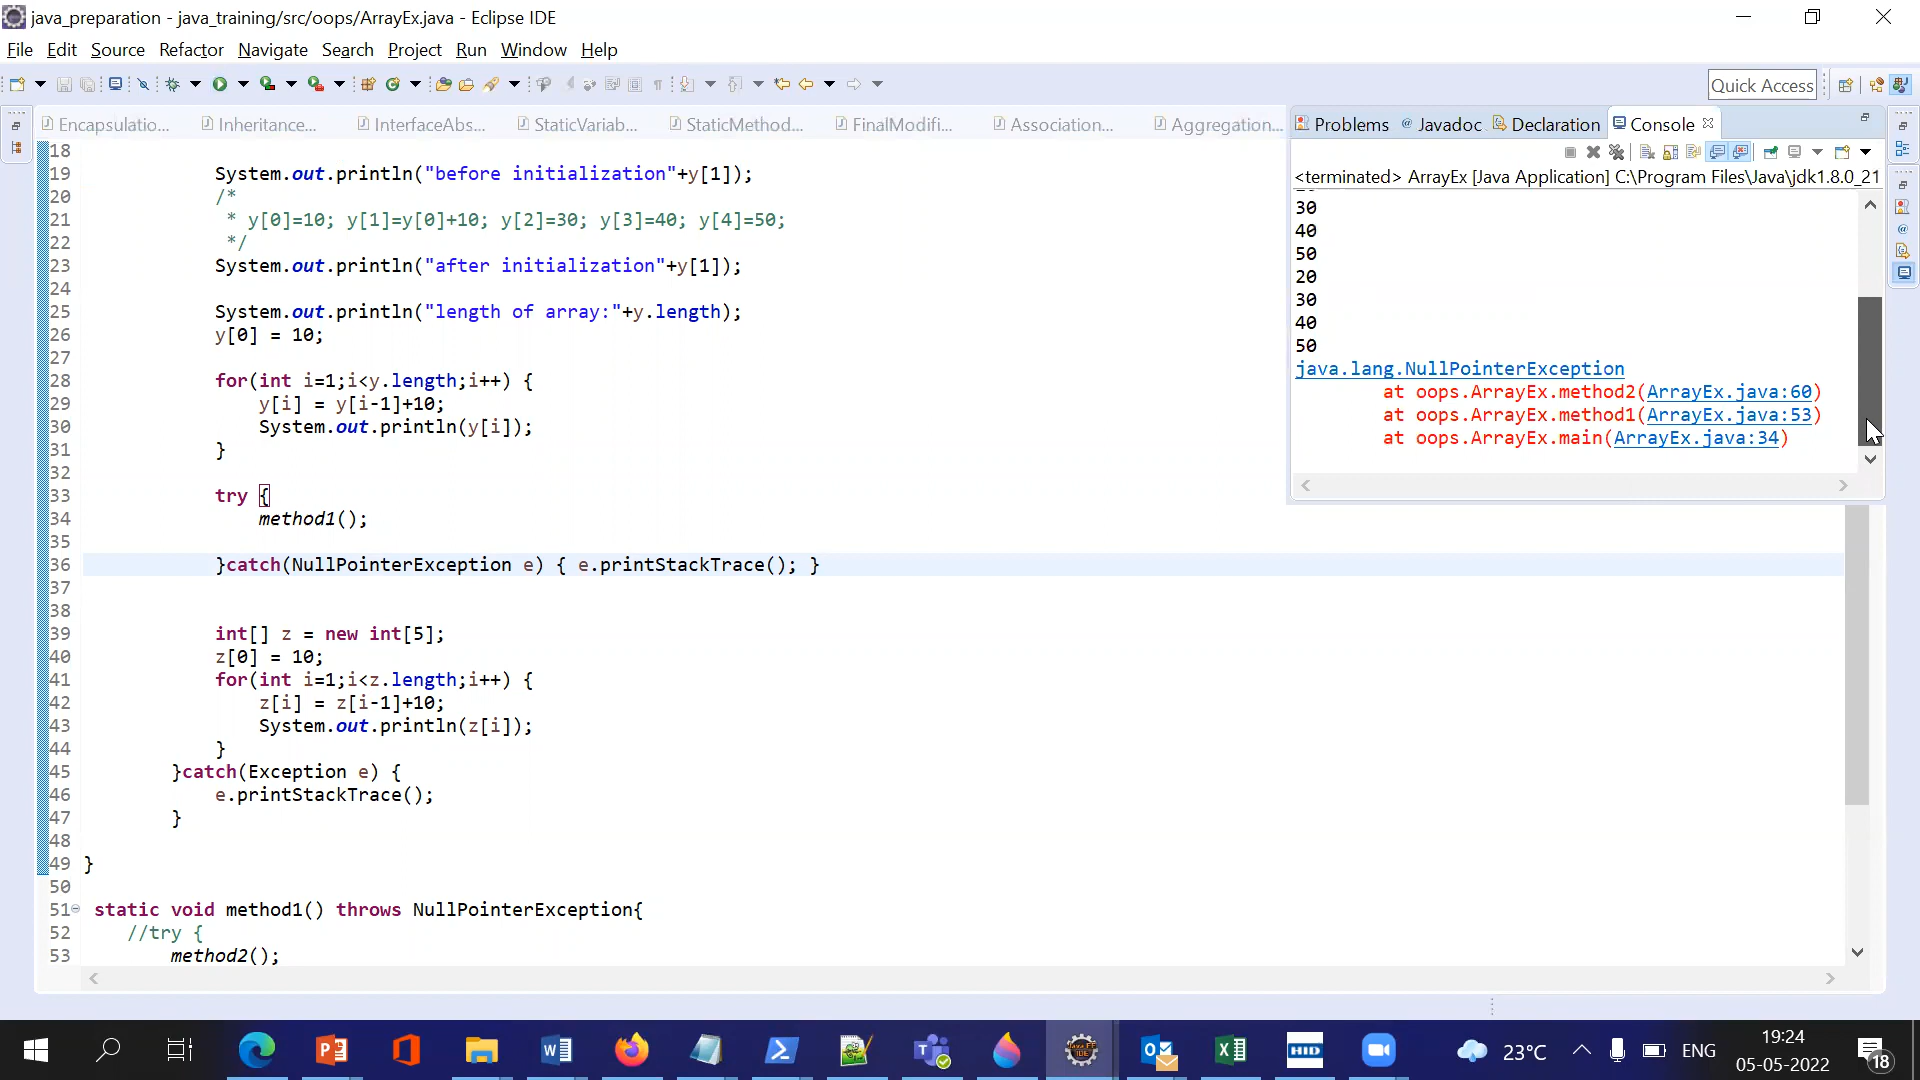 java_preparation - java_training/src/oops/ArrayEx.java - Eclipse IDE
File Edit Source Refactor Navigate Search Project Run Window Help
Quick Access
Encapsulatio... Inheritance... InterfaceAbs... StaticVariab... StaticMethod... FinalModifi... Association... Aggregation...
18
19 System.out.println("before initialization"+y[1]);
20 /*
21 * y[0]=10; y[1]=y[0]+10; y[2]=30; y[3]=40; y[4]=50;
22 */
23 System.out.println("after initialization"+y[1]);
24
25 System.out.println("length of array:"+y.length);
26 y[0] = 10;
27
28 for(int i=1;i<y.length;i++) {
29 y[i] = y[i-1]+10;
30 System.out.println(y[i]);
31 }
32
33 try {
34 method1();
35
36 }catch(NullPointerException e) { e.printStackTrace(); }
37
38
39 int[] z = new int[5];
40 z[0] = 10;
41 for(int i=1;i<z.length;i++) {
42 z[i] = z[i-1]+10;
43 System.out.println(z[i]);
44 }
45 }catch(Exception e) {
46 e.printStackTrace();
47 }
48
49 }
50
51 static void method1() throws NullPointerException{
52 //try {
53 method2();
Problems Javadoc Declaration Console
<terminated> ArrayEx [Java Application] C:\Program Files\Java\jdk1.8.0_21
30
40
50
20
30
40
50
java.lang.NullPointerException
at oops.ArrayEx.method2(ArrayEx.java:60)
at oops.ArrayEx.method1(ArrayEx.java:53)
at oops.ArrayEx.main(ArrayEx.java:34)
HID
23°C ENG 19:24
05-05-2022
18